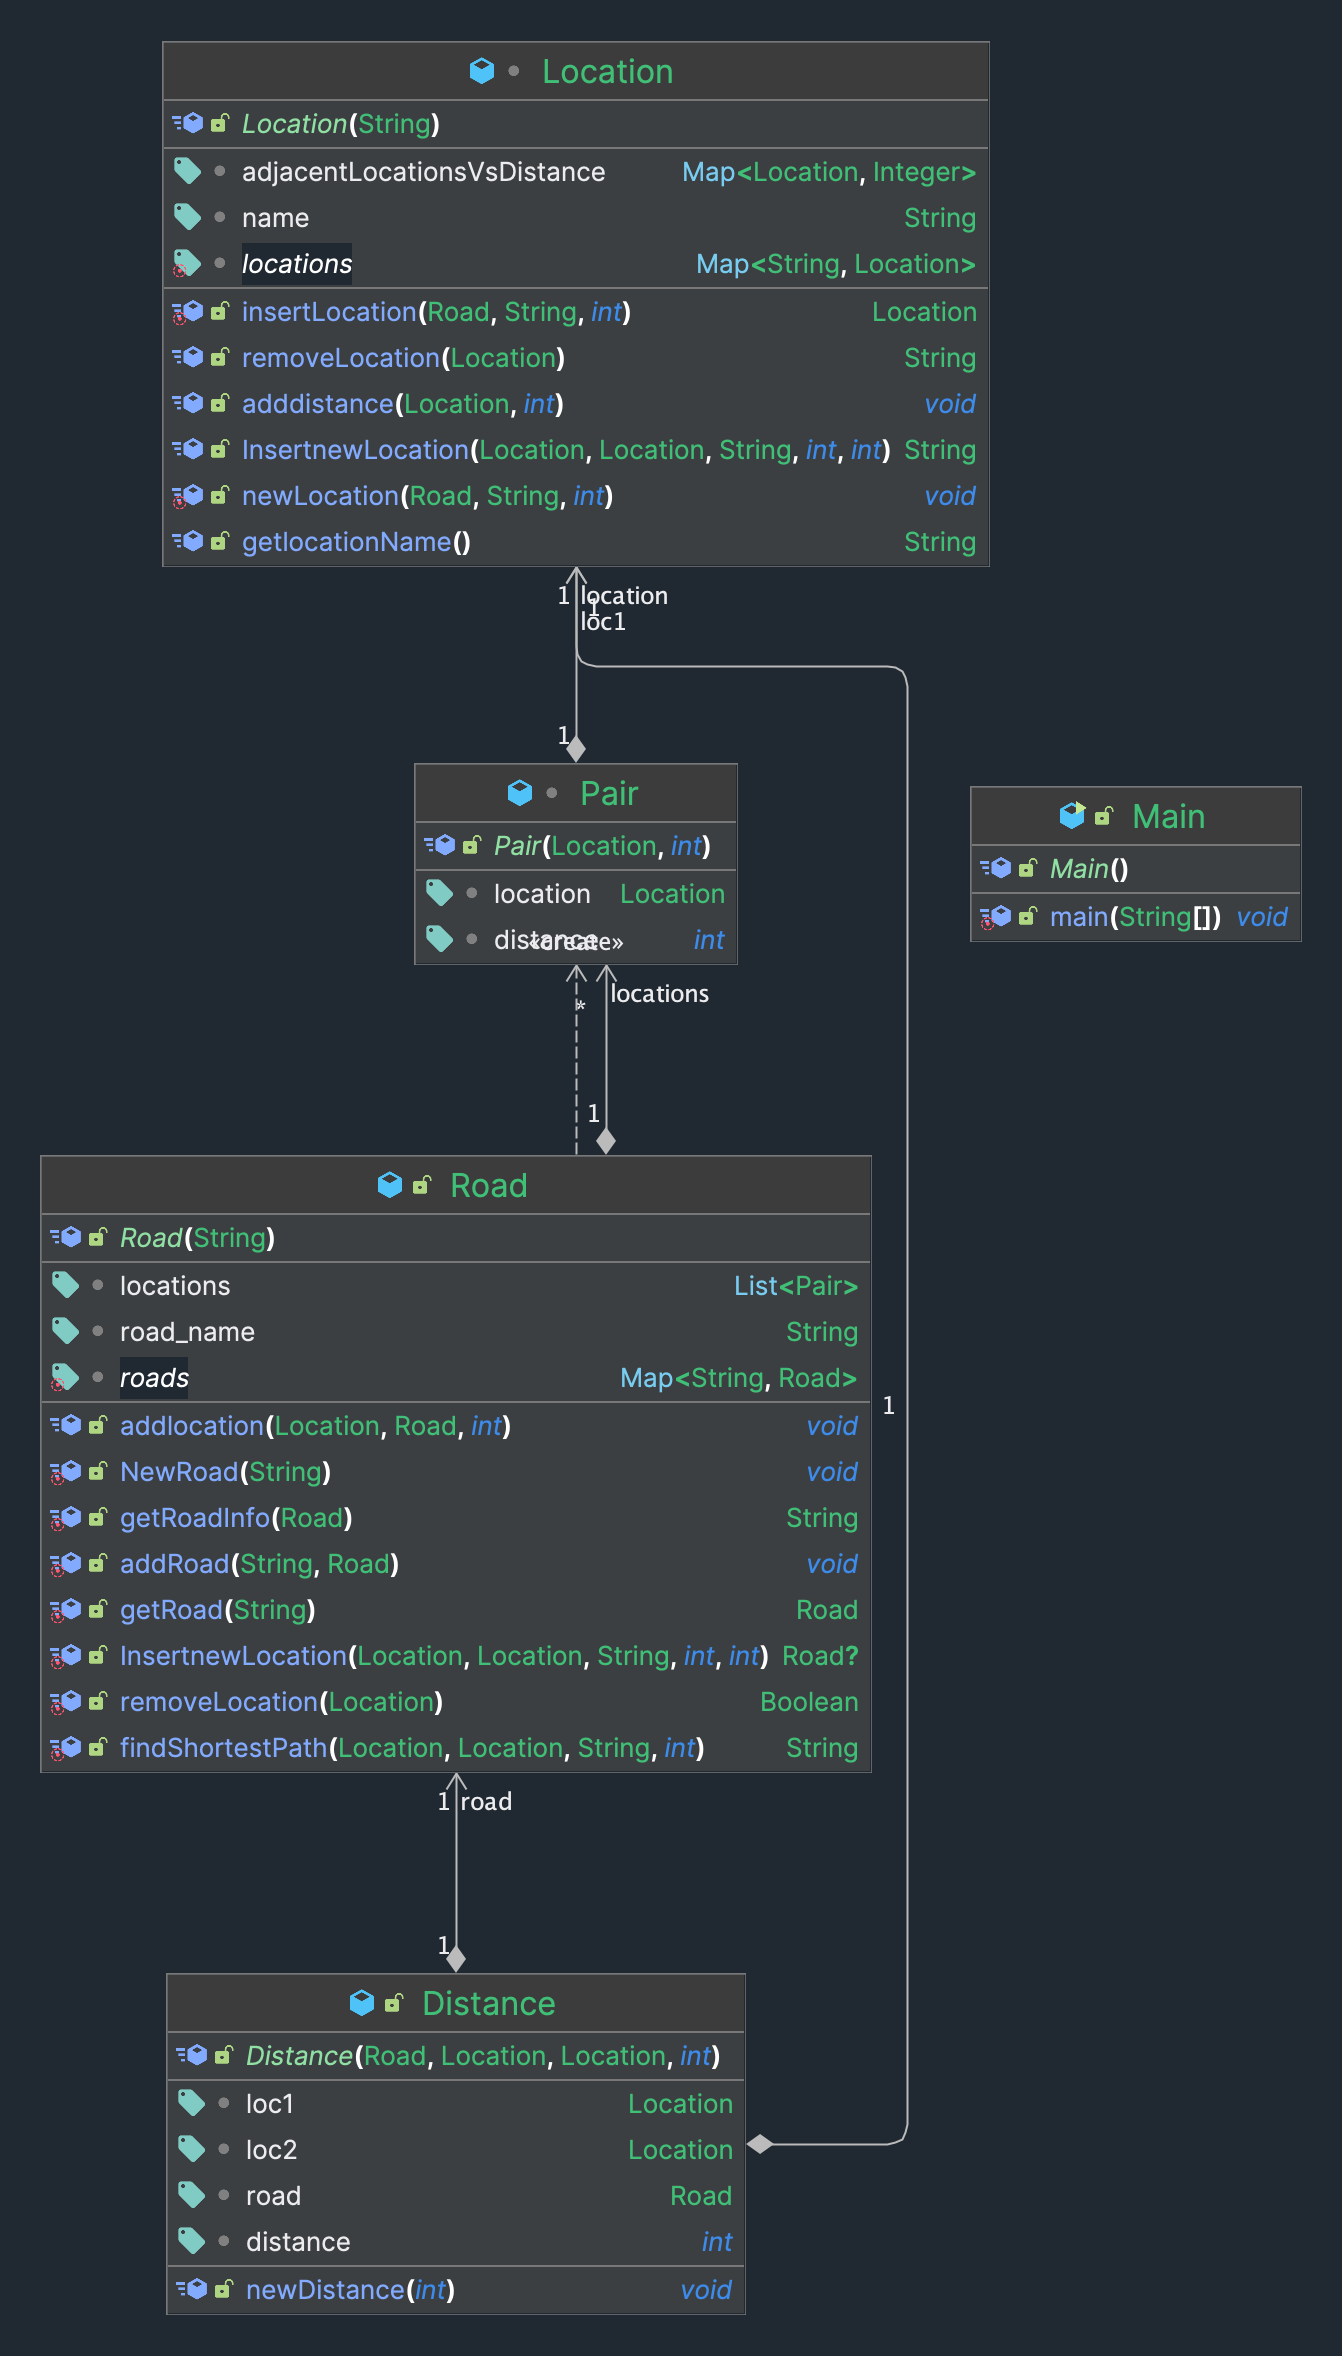 Location
Location(String)
adjacentLocationsVsDistance Map<Location, Integer>
name String
locations Map<String, Location>
insertLocation(Road, String, int) Location
removeLocation(Location) String
adddistance(Location, int) void
InsertnewLocation(Location, Location, String, int, int) String
newLocation(Road, String, int) void
getlocationName() String
1 location
1
loc1
1
Pair
Pair(Location, int)
location Location
distance int
«create»
Main
Main()
main(String[]) void
locations
*
1
Road
Road(String)
locations List<Pair>
road_name String
roads Map<String, Road>
addlocation(Location, Road, int) void
1
NewRoad(String) void
getRoadInfo(Road) String
addRoad(String, Road) void
getRoad(String) Road
InsertnewLocation(Location, Location, String, int, int) Road?
removeLocation(Location) Boolean
findShortestPath(Location, Location, String, int) String
1 road
1
Distance
Distance(Road, Location, Location, int)
loc1 Location
loc2 Location
road Road
distance int
newDistance(int) void